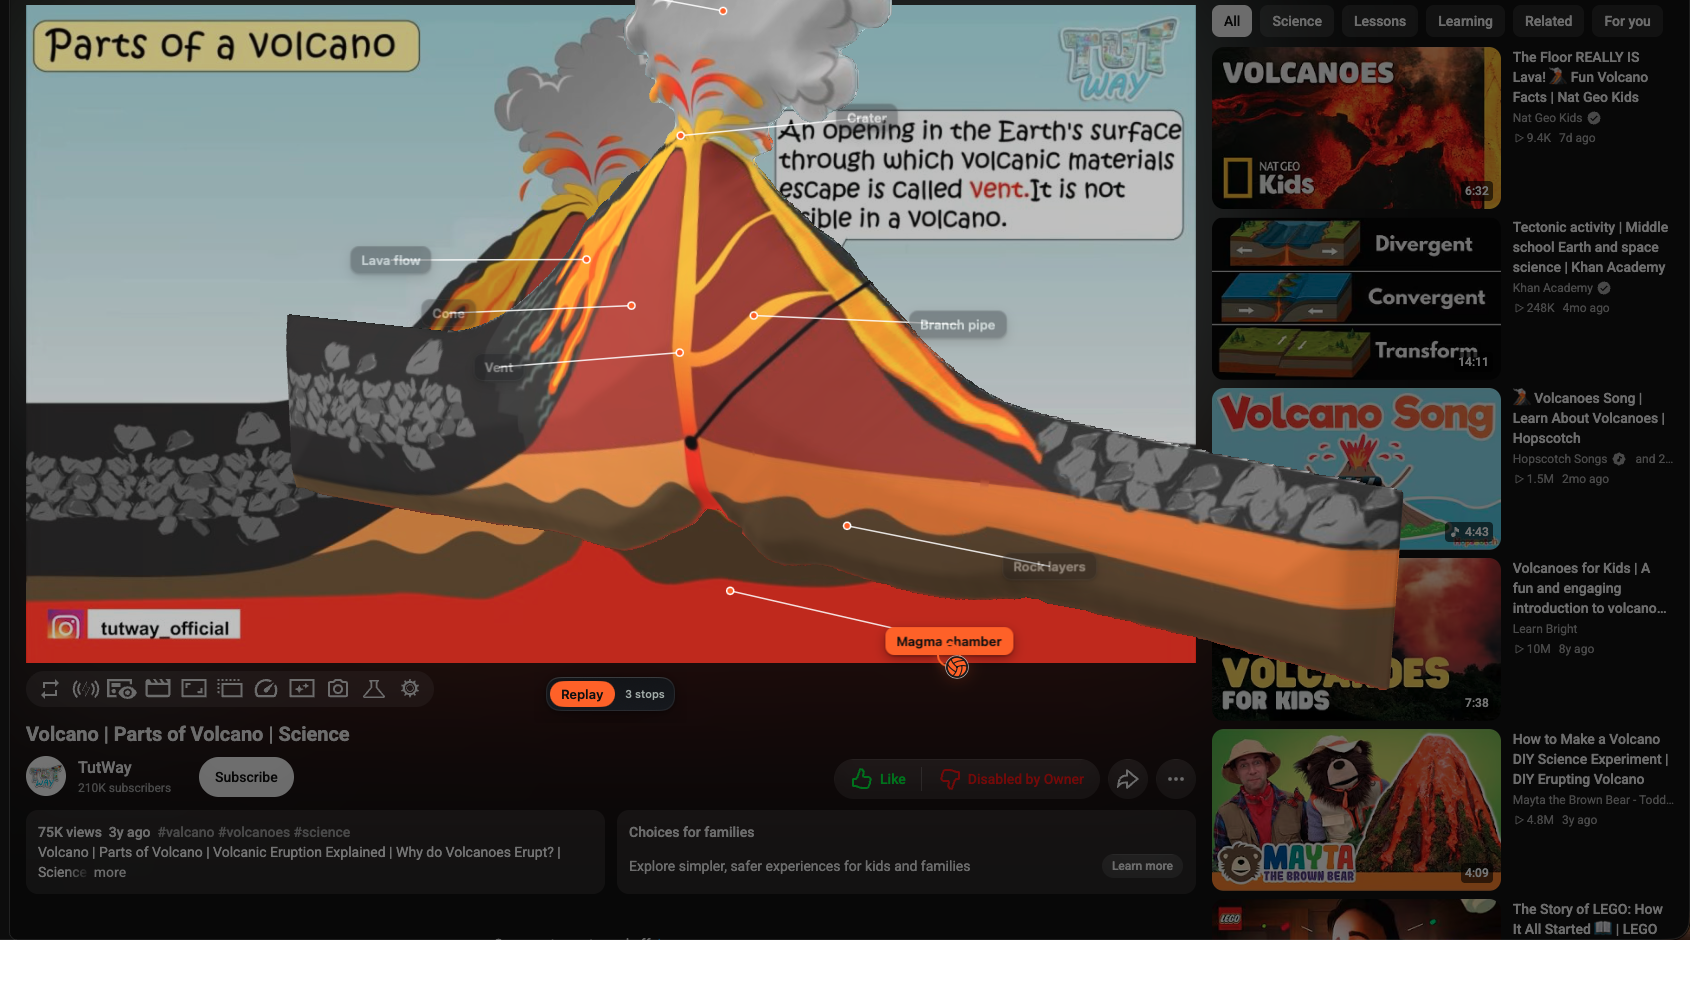 Parts of a Volcano
TUT WAY
An opening in the Earth's surface
through which volcanic materials
escape is called vent.It is not
ible in a volcano.
Crater
Lava flow
Cone
Vent
Branch pipe
Rock layers
Magma chamber
tutway_official
Replay
3 stops
Volcano | Parts of Volcano | Science
TutWay
210K subscribers
Subscribe
Like
Disabled by Owner
75K views 3y ago #valcano #volcanoes #science
Volcano | Parts of Volcano | Volcanic Eruption Explained | Why do Volcanoes Erupt? |
Science more
Choices for families
Explore simpler, safer experiences for kids and families
Learn more
All
Science
Lessons
Learning
Related
For you
VOLCANOES
NAT GEO
Kids
6:32
The Floor REALLY IS
Lava! Fun Volcano
Facts | Nat Geo Kids
Nat Geo Kids
9.4K 7d ago
Divergent
Convergent
Transform
14:11
Tectonic activity | Middle
school Earth and space
science | Khan Academy
Khan Academy
248K 4mo ago
Volcano Song
4:43
Volcanoes Song |
Learn About Volcanoes |
Hopscotch
Hopscotch Songs and 2...
1.5M 2mo ago
VOLCANOES
FOR KIDS
7:38
Volcanoes for Kids | A
fun and engaging
introduction to volcano...
Learn Bright
10M 8y ago
MAYTA
THE BROWN BEAR
4:09
How to Make a Volcano
DIY Science Experiment |
DIY Erupting Volcano
Mayta the Brown Bear - Todd...
4.8M 3y ago
LEGO
The Story of LEGO: How
It All Started | LEGO